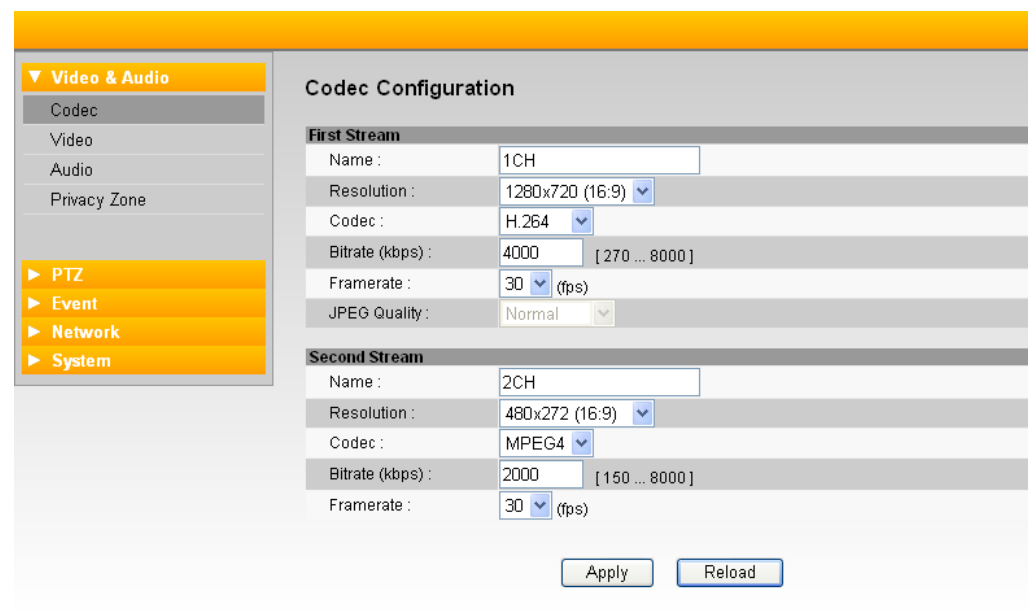 Video & Audio
Codec
Video
Audio
Privacy Zone
PTZ
Event
Network
System
Codec Configuration
First Stream
Name : 1CH
Resolution : 1280x720 (16:9)
Codec : H.264
Bitrate (kbps) : 4000 [ 270 ... 8000 ]
Framerate : 30 (fps)
JPEG Quality : Normal
Second Stream
Name : 2CH
Resolution : 480x272 (16:9)
Codec : MPEG4
Bitrate (kbps) : 2000 [ 150 ... 8000 ]
Framerate : 30 (fps)
Apply Reload